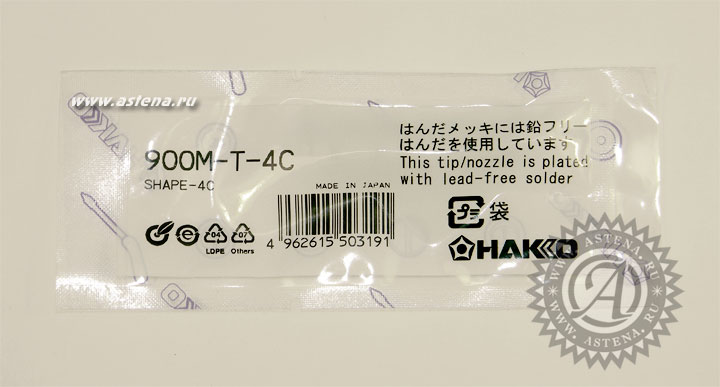 www.astena.ru
900M-T-4C
SHAPE-4C
MADE IN JAPAN
4 962615 503191
04
LDPE
07
Others
はんだメッキには鉛フリー
はんだを使用しています
This tip/nozzle is plated
with lead-free solder
プラ 袋
HAKKO
WWW.ASTENA.RU
A
WWW.ASTENA.RU